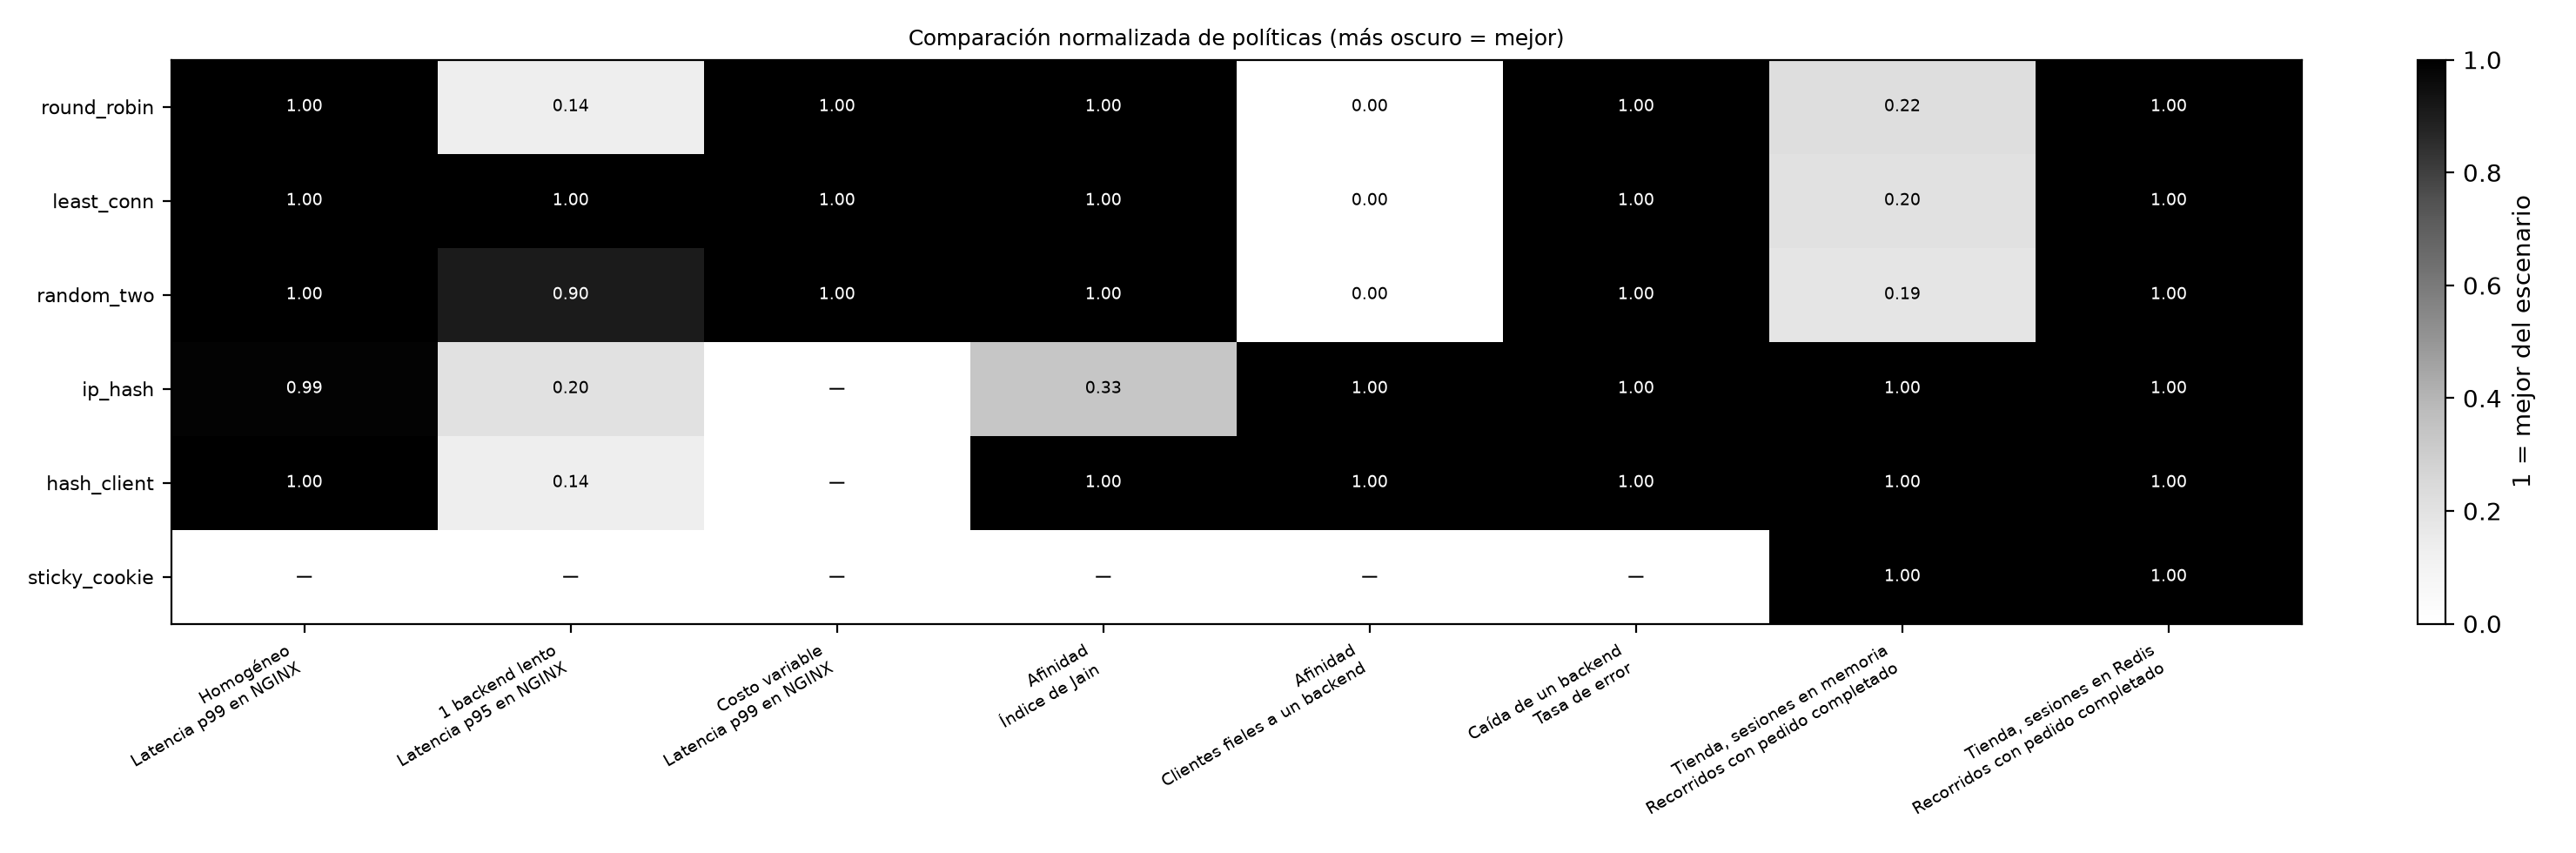 Comparación normalizada de políticas (más oscuro = mejor)
round_robin 1.00 0.14 1.00 1.00 0.00 1.00 0.22 1.00
least_conn 1.00 1.00 1.00 1.00 0.00 1.00 0.20 1.00
random_two 1.00 0.90 1.00 1.00 0.00 1.00 0.19 1.00
ip_hash 0.99 0.20 — 0.33 1.00 1.00 1.00 1.00
hash_client 1.00 0.14 — 1.00 1.00 1.00 1.00 1.00
sticky_cookie — — — — — — 1.00 1.00
Homogéneo
Latencia p99 en NGINX
1 backend lento
Latencia p95 en NGINX
Costo variable
Latencia p99 en NGINX
Afinidad
Índice de Jain
Afinidad
Clientes fieles a un backend
Caída de un backend
Tasa de error
Tienda, sesiones en memoria
Recorridos con pedido completado
Tienda, sesiones en Redis
Recorridos con pedido completado
1.0
0.8
0.6
0.4
0.2
0.0
1 = mejor del escenario